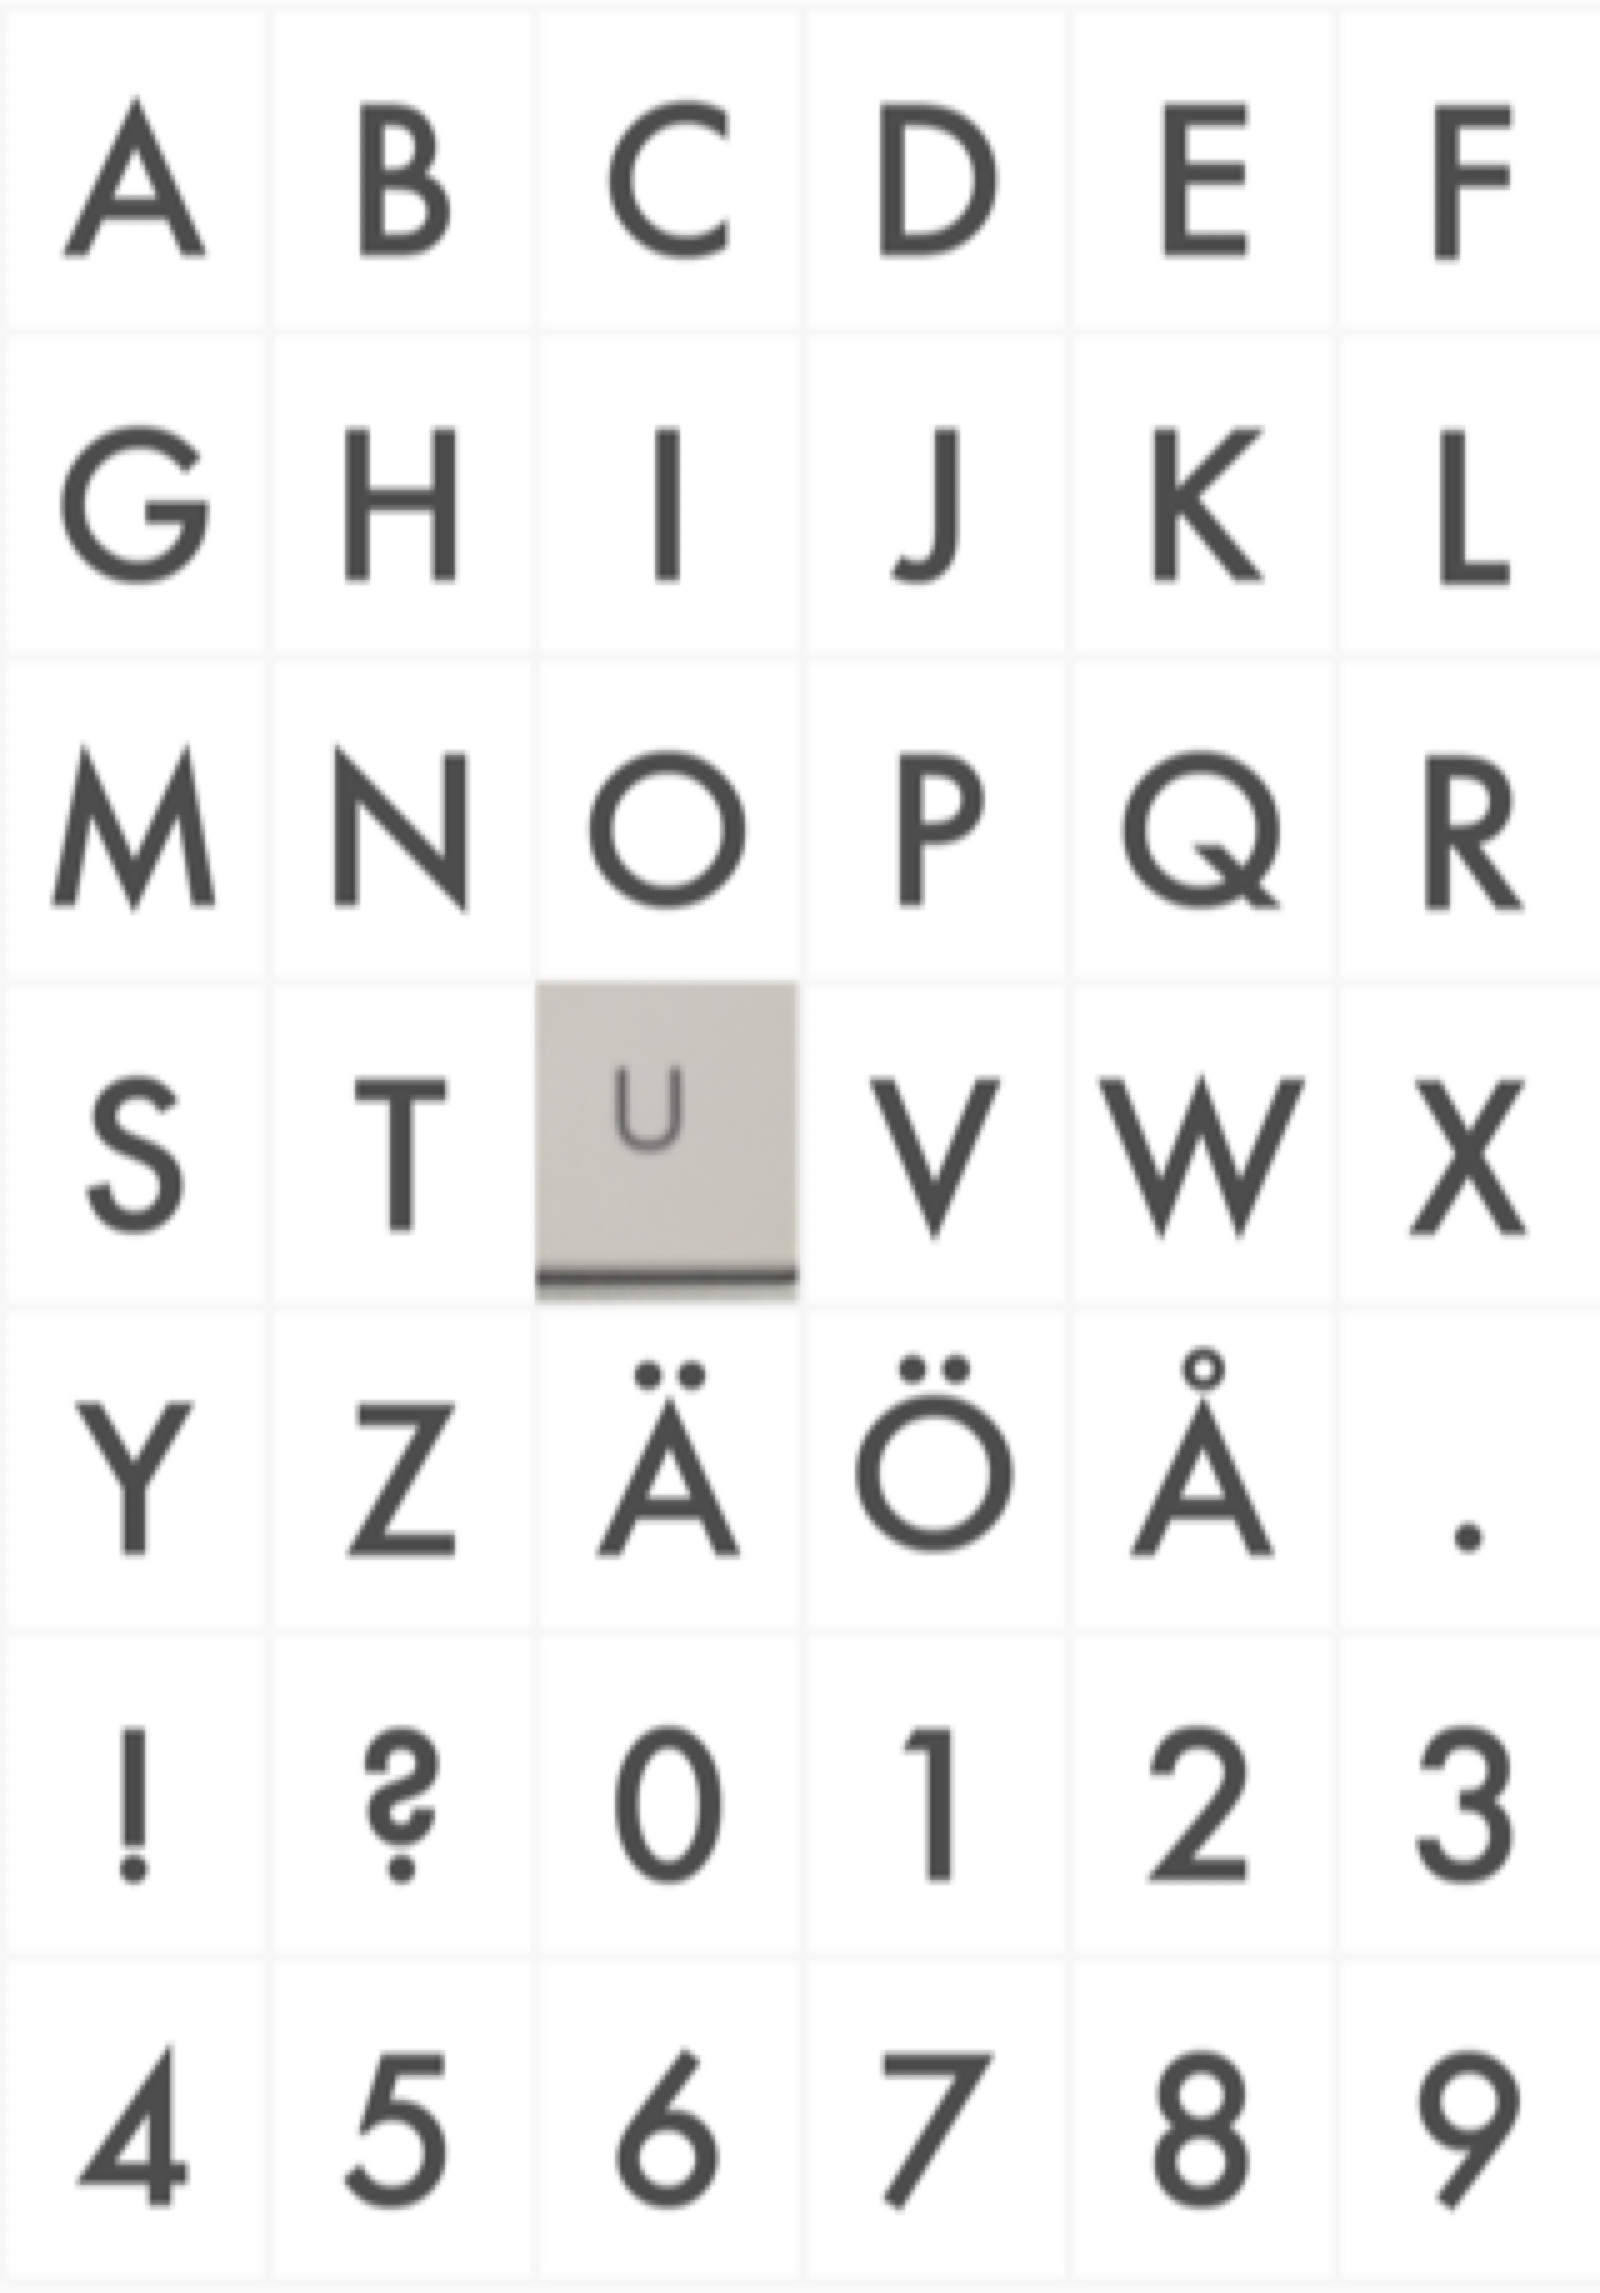 A B C D E F
G H I J K L
M N O P Q R
S T U V W X
Y Z Ä Ö Å .
! ? 0 1 2 3
4 5 6 7 8 9